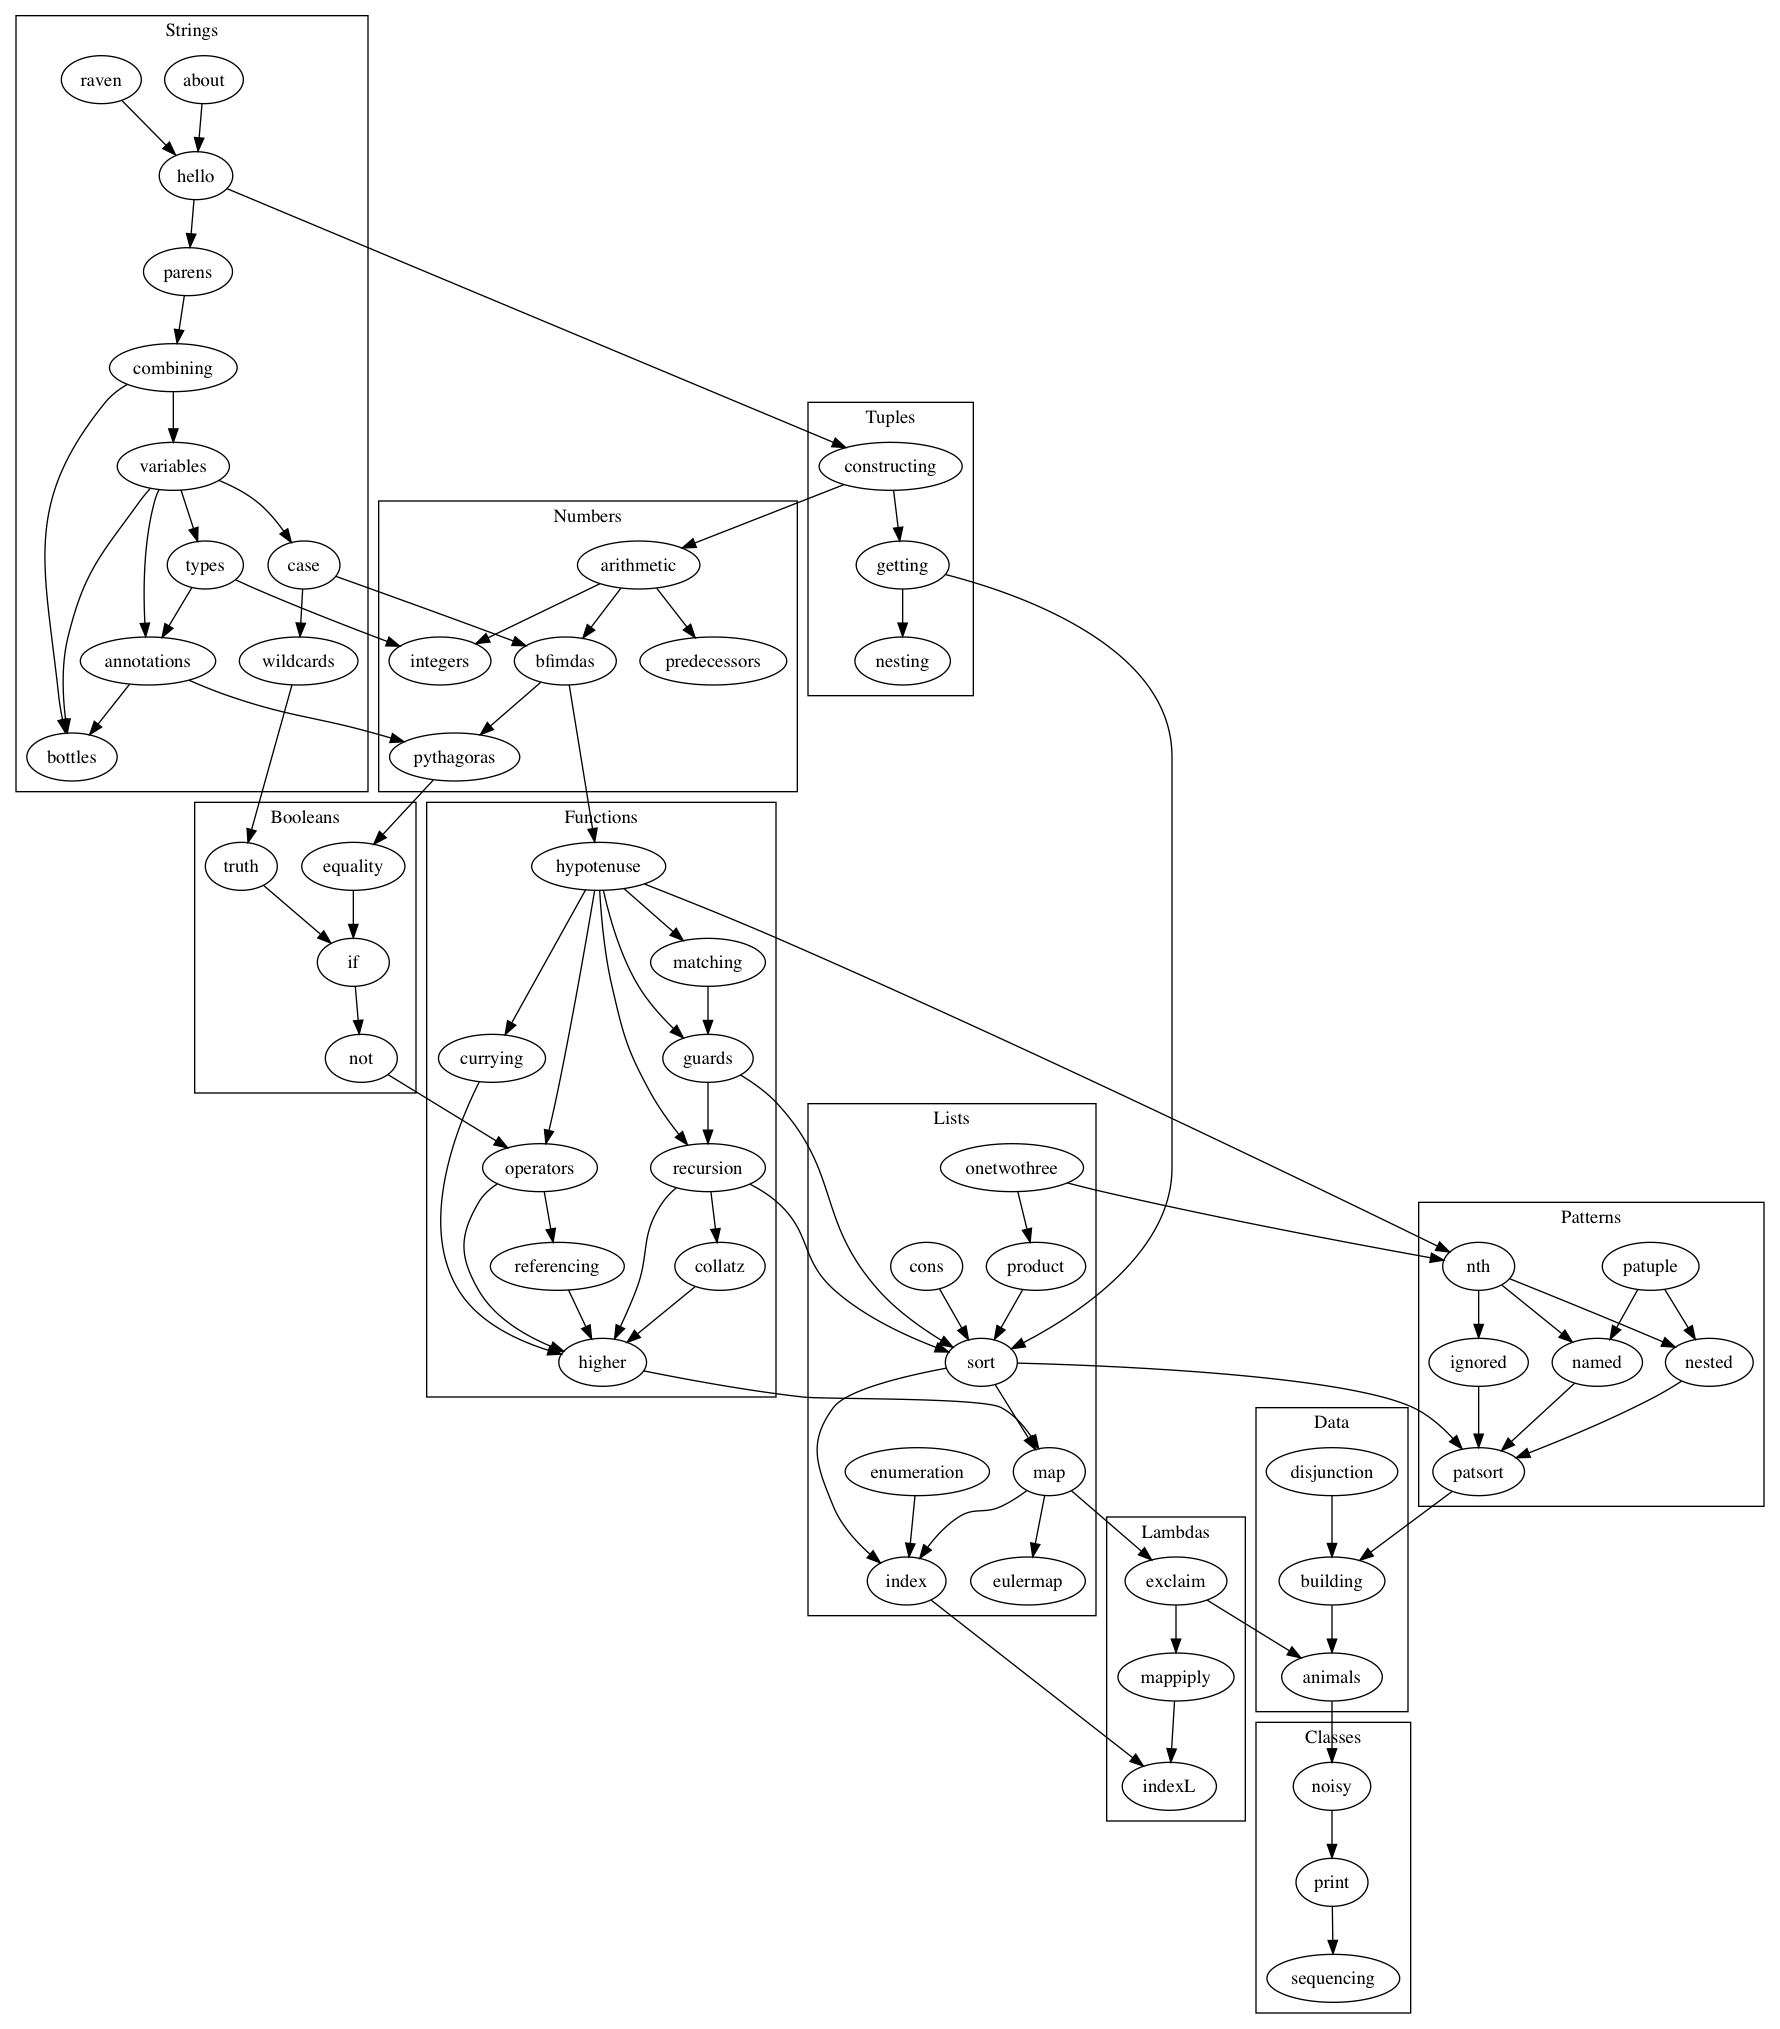 Strings
raven
about
hello
parens
combining
variables
types
case
annotations
wildcards
bottles
Tuples
constructing
getting
nesting
Numbers
arithmetic
integers
bfimdas
predecessors
pythagoras
Booleans
truth
equality
if
not
Functions
hypotenuse
matching
currying
guards
operators
recursion
referencing
collatz
higher
Lists
onetwothree
cons
product
sort
enumeration
map
index
eulermap
Patterns
nth
patuple
ignored
named
nested
patsort
Data
disjunction
building
animals
Lambdas
exclaim
mappiply
indexL
Classes
noisy
print
sequencing